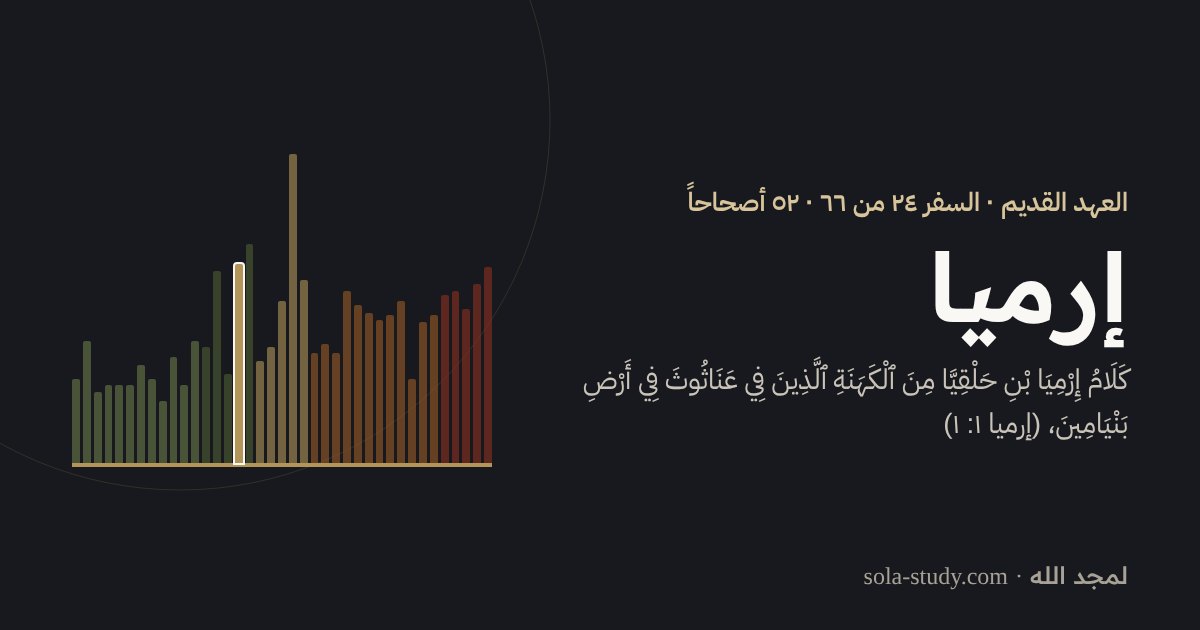 العهد القديم · السفر ٢٤ من ٦٦ · ٥٢ أصحاحاً
إرميا
كَلَامُ إِرْمِيَا بْنِ حَلْقِيَّا مِنَ ٱلْكَهَنَةِ ٱلَّذِينَ فِي عَنَاثُوثَ فِي أَرْضِ
بَنْيَامِينَ، (إرميا ١: ١)
لمجد الله · sola-study.com